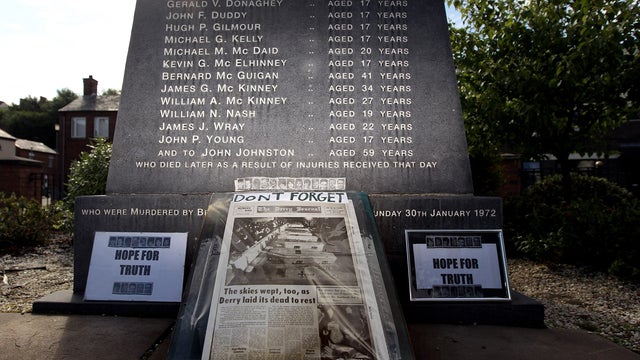 GERALD V. DONAGHEY .. AGED 17 YEARS
JOHN F. DUDDY .. AGED 17 YEARS
HUGH P. GILMOUR .. AGED 17 YEARS
MICHAEL G. KELLY .. AGED 17 YEARS
MICHAEL M. Mc DAID .. AGED 20 YEARS
KEVIN G. Mc ELHINNEY .. AGED 17 YEARS
BERNARD Mc GUIGAN .. AGED 41 YEARS
JAMES G. Mc KINNEY .. AGED 34 YEARS
WILLIAM A. Mc KINNEY .. AGED 27 YEARS
WILLIAM N. NASH .. AGED 19 YEARS
JAMES J. WRAY .. AGED 22 YEARS
JOHN P. YOUNG .. AGED 17 YEARS
AND TO JOHN JOHNSTON .. AGED 59 YEARS
WHO DIED LATER AS A RESULT OF INJURIES RECEIVED THAT DAY
WHO WERE MURDERED BY
UNDAY 30TH JANUARY 1972
DON'T FORGET
The Derry Journal
The skies wept, too, as
Derry laid its dead to rest
HOPE FOR
TRUTH
HOPE FOR
TRUTH